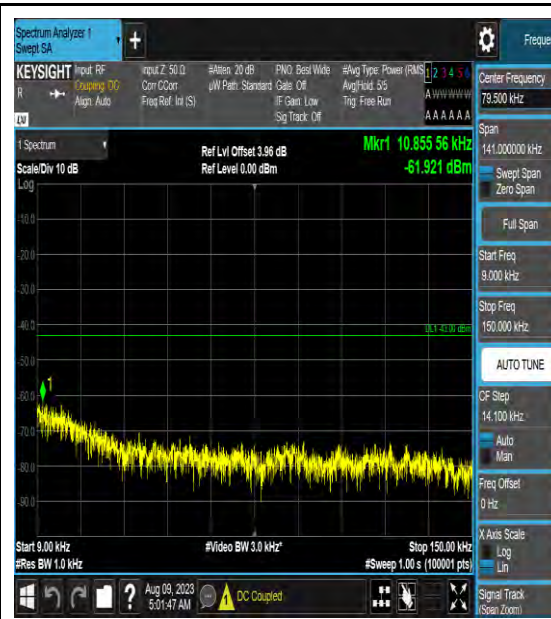 Spectrum Analyzer 1
Swept SA
+
Freque
KEYSIGHT
R
Input: RF
Coupling: DC
Align: Auto
Input Z: 50 Ω
Corr CCorr
Freq Ref: Int (S)
#Atten: 20 dB
µW Path: Standard
PNO: Best Wide
Gate: Off
IF Gain: Low
Sig Track: Off
#Avg Type: Power (RMS
Avg|Hold: 5/5
Trig: Free Run
1 2 3 4 5 6
A W W W W W
A A A A A A
LXI
1 Spectrum
Scale/Div 10 dB
Log
Ref Lvl Offset 3.96 dB
Ref Level 0.00 dBm
Mkr1 10.855 56 kHz
-61.921 dBm
-10.0
-20.0
-30.0
-40.0
DL1 -43.00 dBm
-50.0
1
-60.0
-70.0
-80.0
-90.0
Start 9.00 kHz
#Res BW 1.0 kHz
#Video BW 3.0 kHz*
Stop 150.00 kHz
#Sweep 1.00 s (100001 pts)
Center Frequency
79.500 kHz
Span
141.000000 kHz
Swept Span
Zero Span
Full Span
Start Freq
9.000 kHz
Stop Freq
150.000 kHz
AUTO TUNE
CF Step
14.100 kHz
Auto
Man
Freq Offset
0 Hz
X Axis Scale
Log
Lin
Signal Track
(Span Zoom)
?
Aug 09, 2023
5:01:47 AM
DC Coupled